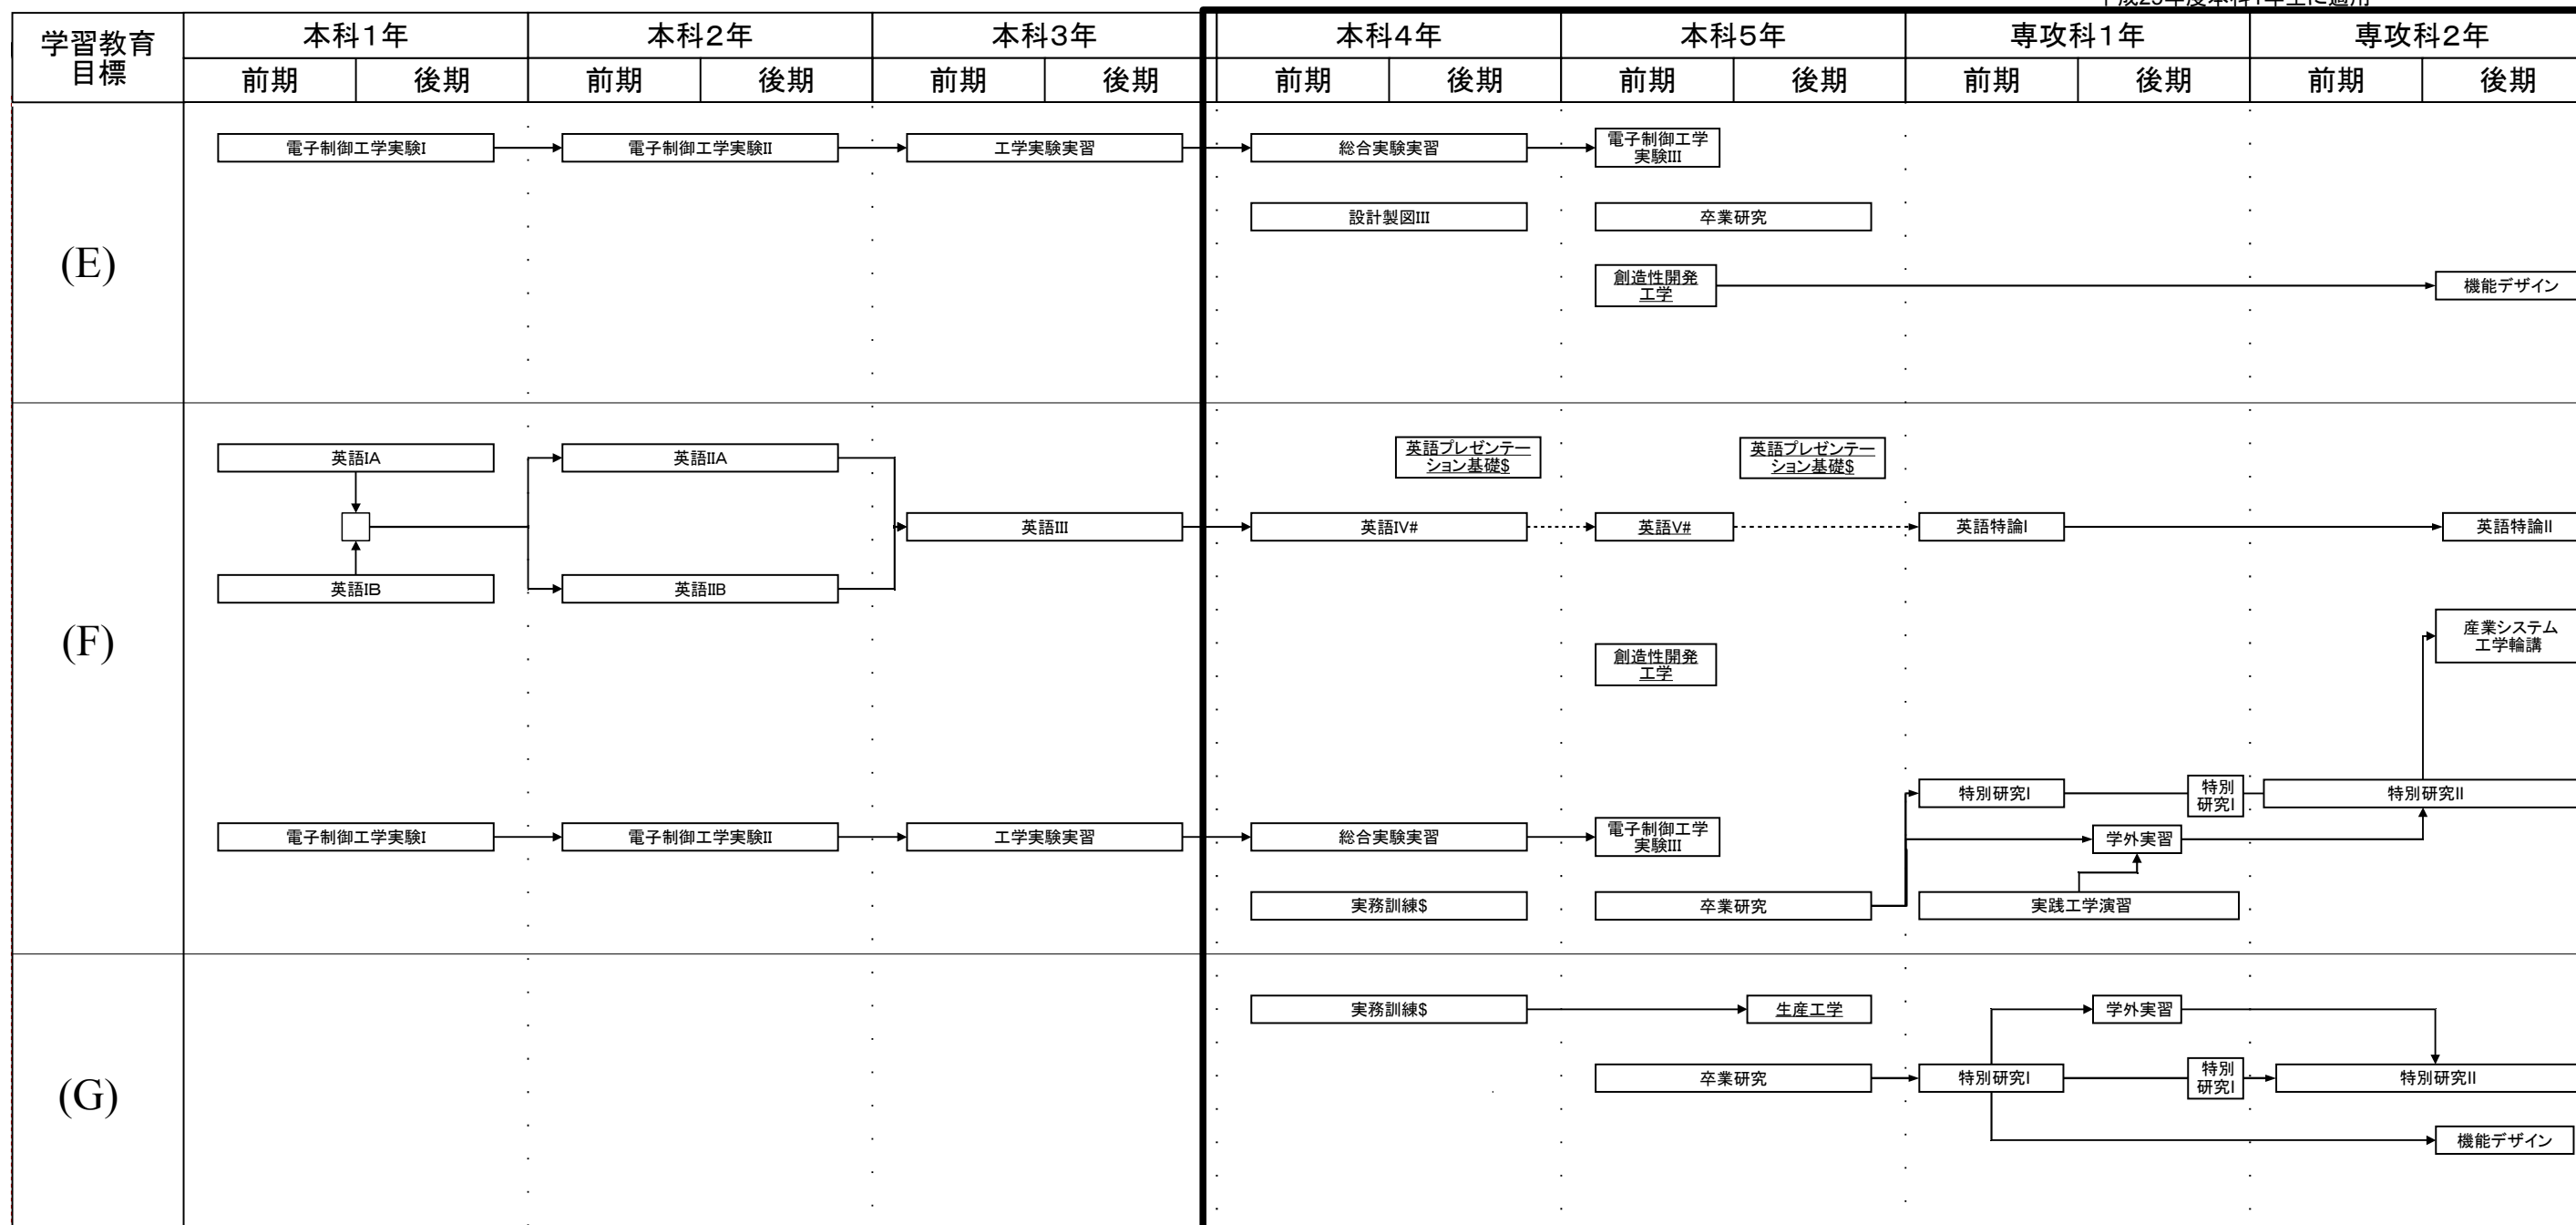 学習教育
目標
本科1年
本科2年
本科3年
本科4年
本科5年
専攻科1年
専攻科2年
前期
後期
前期
後期
前期
後期
前期
後期
前期
後期
前期
後期
前期
後期
(E)
電子制御工学実験I
電子制御工学実験II
工学実験実習
総合実験実習
電子制御工学
実験III
設計製図III
卒業研究
創造性開発
工学
機能デザイン
(F)
英語IA
英語IIA
英語プレゼンテー
ション基礎$
英語プレゼンテー
ション基礎$
英語III
英語IV#
英語V#
英語特論I
英語特論II
英語IB
英語IIB
産業システム
工学輪講
創造性開発
工学
特別研究I
特別
研究I
特別研究II
電子制御工学実験I
電子制御工学実験II
工学実験実習
総合実験実習
電子制御工学
実験III
学外実習
実務訓練$
卒業研究
実践工学演習
(G)
実務訓練$
生産工学
学外実習
卒業研究
特別研究I
特別
研究I
特別研究II
機能デザイン